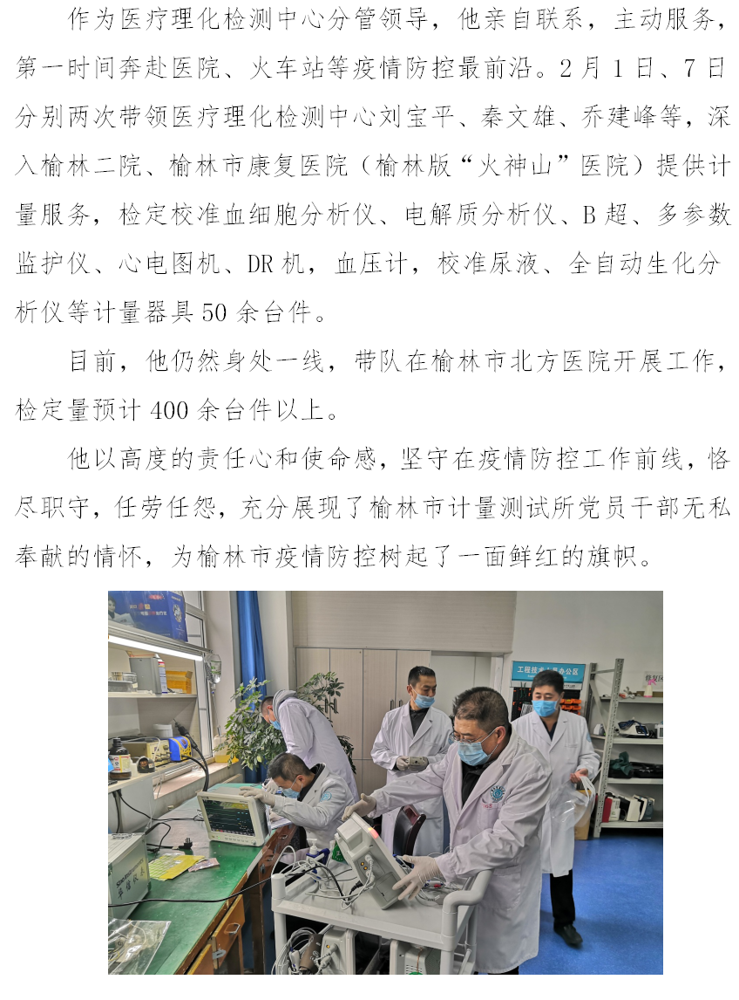 作为医疗理化检测中心分管领导，他亲自联系，主动服务，
第一时间奔赴医院、火车站等疫情防控最前沿。2 月 1 日、7 日
分别两次带领医疗理化检测中心刘宝平、秦文雄、乔建峰等，深
入榆林二院、榆林市康复医院（榆林版“火神山”医院）提供计
量服务，检定校准血细胞分析仪、电解质分析仪、B 超、多参数
监护仪、心电图机、DR 机，血压计，校准尿液、全自动生化分
析仪等计量器具 50 余台件。
目前，他仍然身处一线，带队在榆林市北方医院开展工作，
检定量预计 400 余台件以上。
他以高度的责任心和使命感，坚守在疫情防控工作前线，恪
尽职守，任劳任怨，充分展现了榆林市计量测试所党员干部无私
奉献的情怀，为榆林市疫情防控树起了一面鲜红的旗帜。
工程技术人员办公区